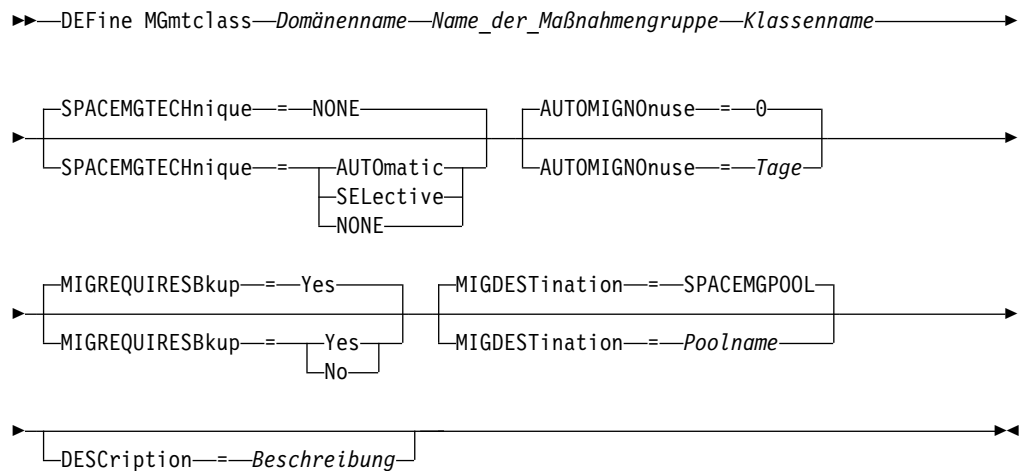 DEFine MGmtclass Domänenname Name_der_Maßnahmengruppe Klassenname
SPACEMGTECHnique = NONE AUTOMIGNOnuse = 0
SPACEMGTECHnique = AUTOmatic AUTOMIGNOnuse = Tage
SELective
NONE
MIGREQUIRESBkup = Yes MIGDESTination = SPACEMGPOOL
MIGREQUIRESBkup = Yes MIGDESTination = Poolname
No
DESCription = Beschreibung